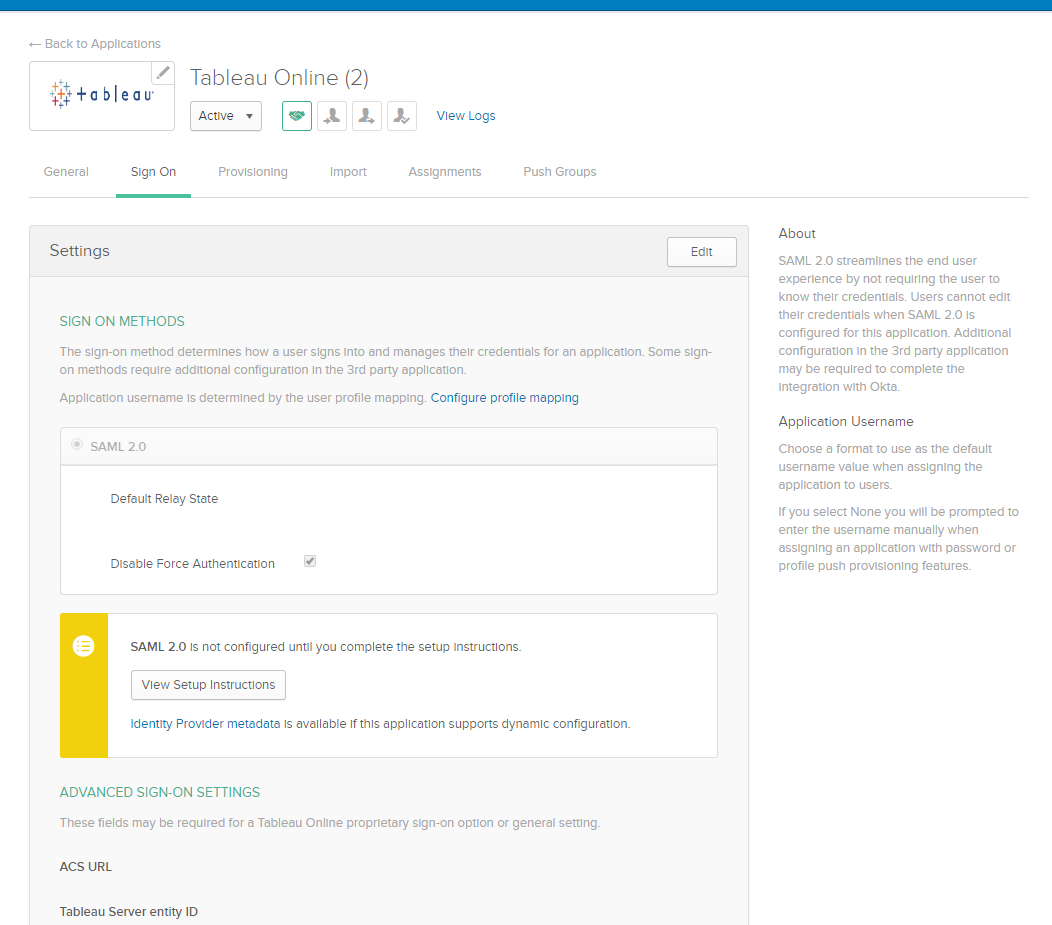 ← Back to Applications
tableau
Tableau Online (2)
Active
View Logs
General Sign On Provisioning Import Assignments Push Groups
Settings
Edit
SIGN ON METHODS
The sign-on method determines how a user signs into and manages their credentials for an application. Some sign-
on methods require additional configuration in the 3rd party application.
Application username is determined by the user profile mapping. Configure profile mapping
SAML 2.0
Default Relay State
Disable Force Authentication
SAML 2.0 is not configured until you complete the setup instructions.
View Setup Instructions
Identity Provider metadata is available if this application supports dynamic configuration.
ADVANCED SIGN-ON SETTINGS
These fields may be required for a Tableau Online proprietary sign-on option or general setting.
ACS URL
Tableau Server entity ID
About
SAML 2.0 streamlines the end user
experience by not requiring the user to
know their credentials. Users cannot edit
their credentials when SAML 2.0 is
configured for this application. Additional
configuration in the 3rd party application
may be required to complete the
integration with Okta.
Application Username
Choose a format to use as the default
username value when assigning the
application to users.
If you select None you will be prompted to
enter the username manually when
assigning an application with password or
profile push provisioning features.